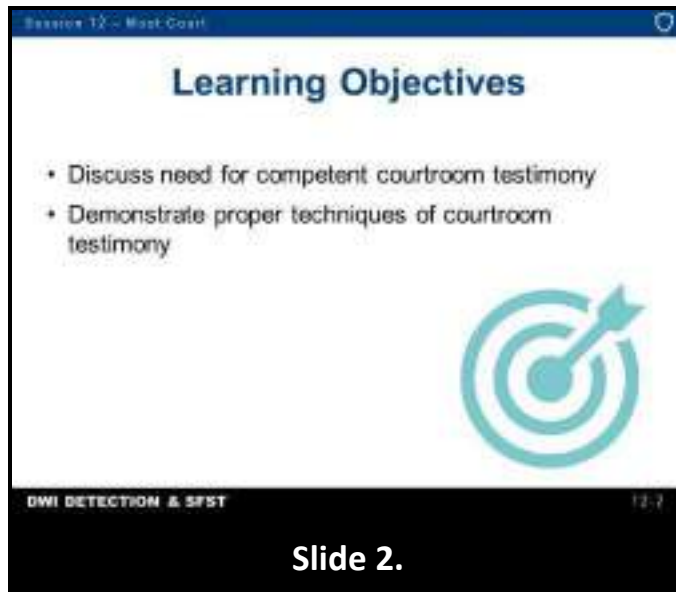 Session 12 – Moot Court
Learning Objectives
• Discuss need for competent courtroom testimony
• Demonstrate proper techniques of courtroom
testimony
DWI DETECTION & SFST
12-2
Slide 2.